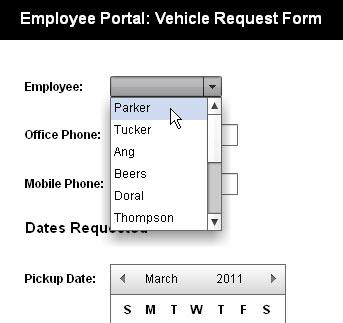 Employee Portal: Vehicle Request Form
Employee:
Parker
Tucker
Office Phone:
Ang
Beers
Mobile Phone:
Doral
Thompson
Dates Requested
Pickup Date:
March 2011
S M T W T F S